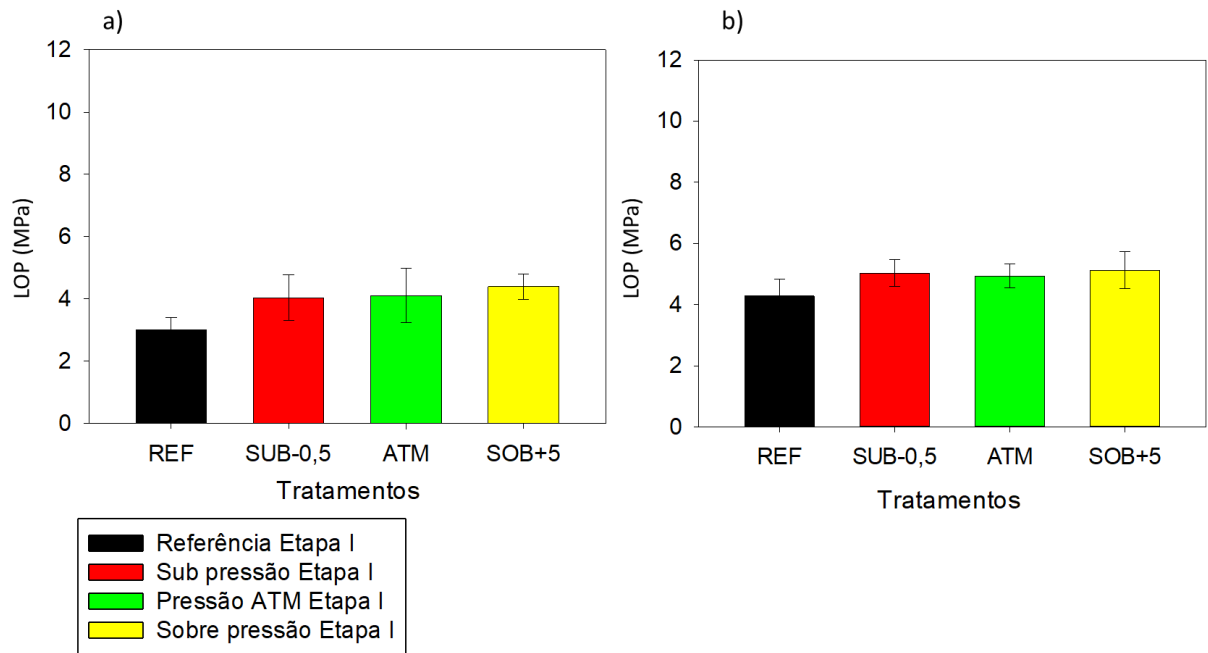 a)
12
10
8
6
4
2
0
LOP (MPa)
REF SUB-0,5 ATM SOB+5
Tratamentos
b)
12
10
8
6
4
2
0
LOP (MPa)
REF SUB-0,5 ATM SOB+5
Tratamentos
Referência Etapa I
Sub pressão Etapa I
Pressão ATM Etapa I
Sobre pressão Etapa I